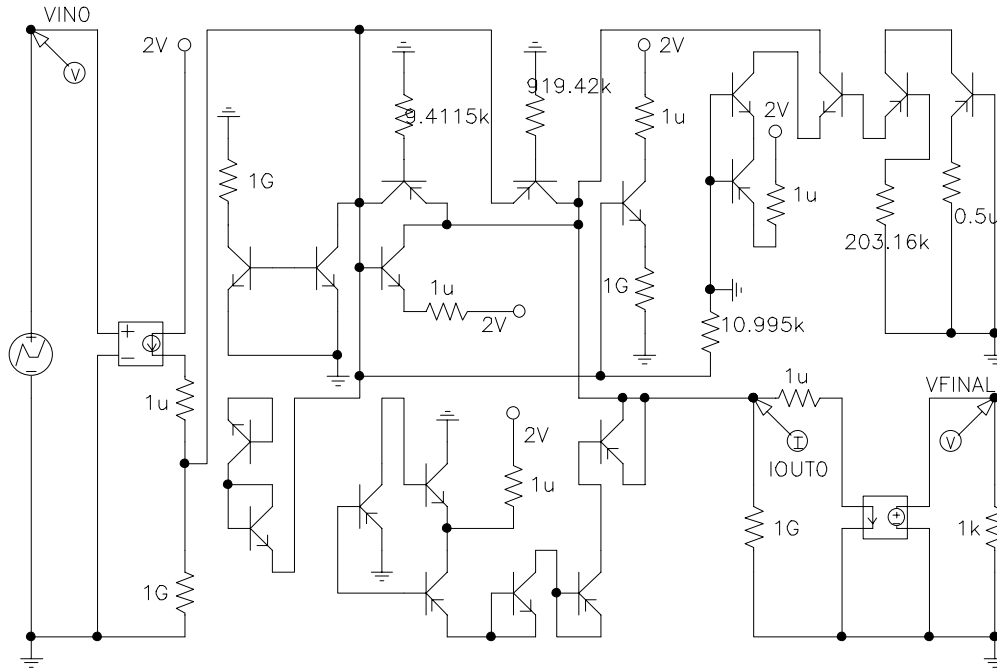 VIN0
2V
2V
919.42k
9.4115k
1u
2V
1G
1u
0.5u
203.16k
1u
1G
2V
10.995k
1u
1u
VFINAL
2V
1u
IOUT0
1G
1k
1G